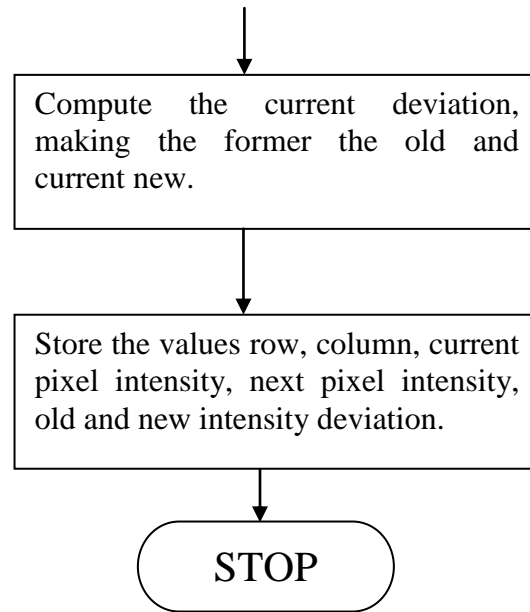 Compute the current deviation,
making the former the old and
current new.
Store the values row, column, current
pixel intensity, next pixel intensity,
old and new intensity deviation.
STOP